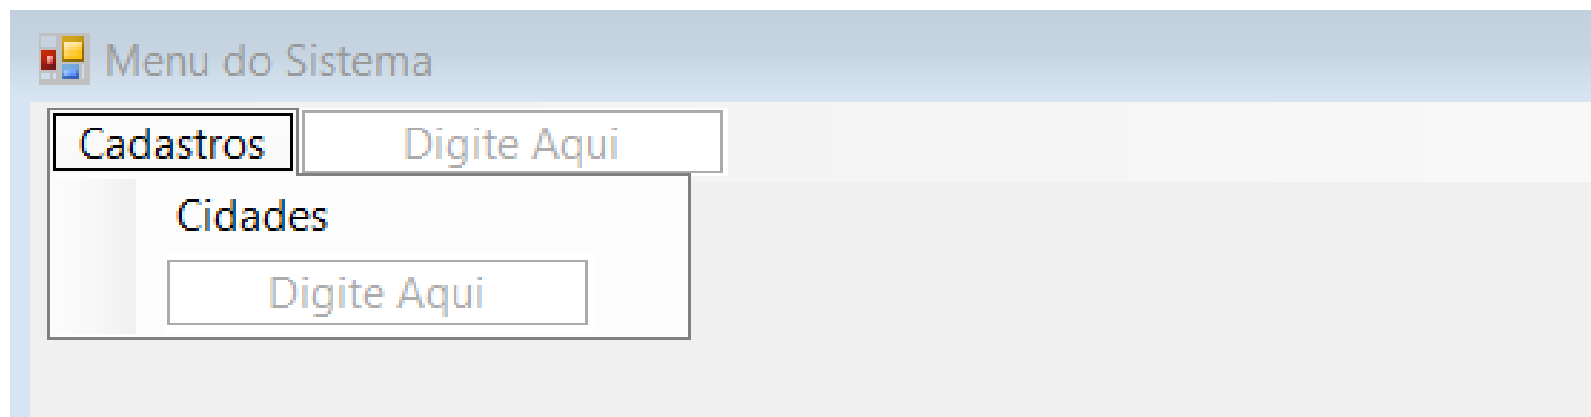 Menu do Sistema
Cadastros Digite Aqui
Cidades
Digite Aqui